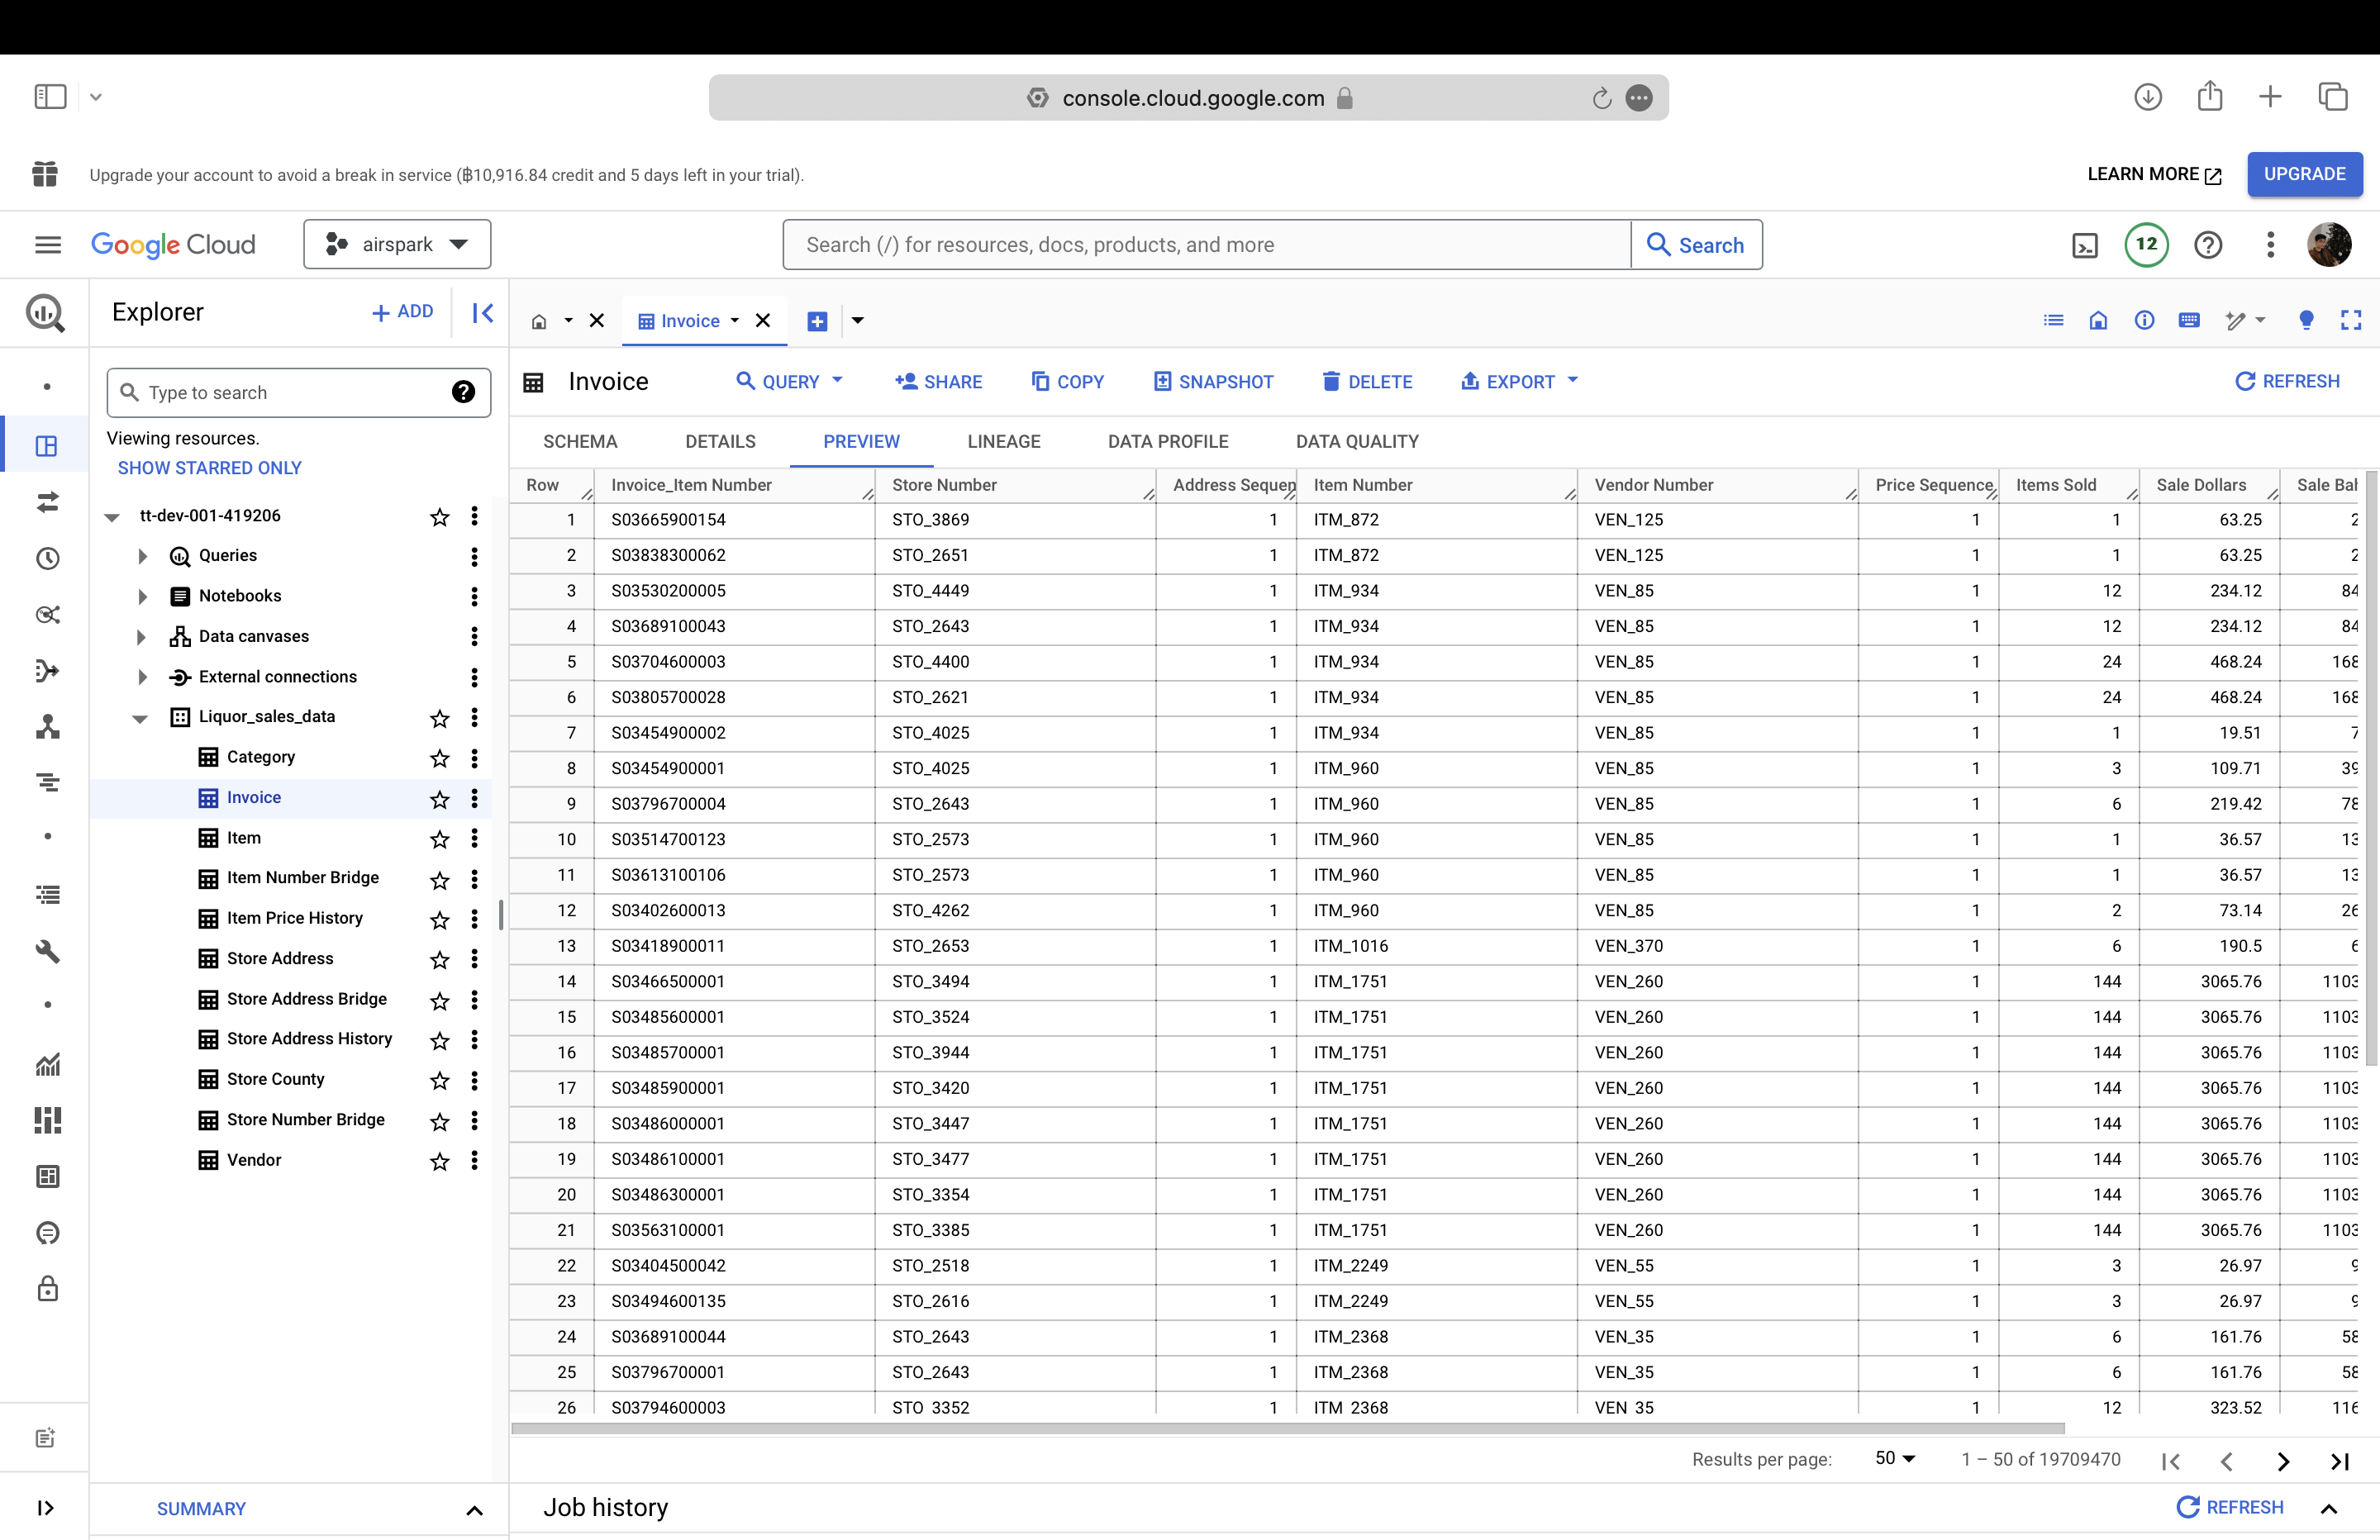 console.cloud.google.com
Upgrade your account to avoid a break in service (฿10,916.84 credit and 5 days left in your trial).
LEARN MORE
UPGRADE
Google Cloud
airspark
Search (/) for resources, docs, products, and more
Search
12
Explorer
ADD
Invoice
Type to search
Viewing resources.
SHOW STARRED ONLY
tt-dev-001-419206
Queries
Notebooks
Data canvases
External connections
Liquor_sales_data
Category
Invoice
Item
Item Number Bridge
Item Price History
Store Address
Store Address Bridge
Store Address History
Store County
Store Number Bridge
Vendor
SUMMARY
Invoice QUERY SHARE COPY SNAPSHOT DELETE EXPORT REFRESH
SCHEMA DETAILS PREVIEW LINEAGE DATA PROFILE DATA QUALITY
Row Invoice_Item Number Store Number Address Sequen Item Number Vendor Number Price Sequence Items Sold Sale Dollars Sale Bah
1 S03665900154 STO_3869 1 ITM_872 VEN_125 1 1 63.25 2
2 S03838300062 STO_2651 1 ITM_872 VEN_125 1 1 63.25 2
3 S03530200005 STO_4449 1 ITM_934 VEN_85 1 12 234.12 84
4 S03689100043 STO_2643 1 ITM_934 VEN_85 1 12 234.12 84
5 S03704600003 STO_4400 1 ITM_934 VEN_85 1 24 468.24 168
6 S03805700028 STO_2621 1 ITM_934 VEN_85 1 24 468.24 168
7 S03454900002 STO_4025 1 ITM_934 VEN_85 1 1 19.51 7
8 S03454900001 STO_4025 1 ITM_960 VEN_85 1 3 109.71 39
9 S03796700004 STO_2643 1 ITM_960 VEN_85 1 6 219.42 78
10 S03514700123 STO_2573 1 ITM_960 VEN_85 1 1 36.57 13
11 S03613100106 STO_2573 1 ITM_960 VEN_85 1 1 36.57 13
12 S03402600013 STO_4262 1 ITM_960 VEN_85 1 2 73.14 26
13 S03418900011 STO_2653 1 ITM_1016 VEN_370 1 6 190.5 6
14 S03466500001 STO_3494 1 ITM_1751 VEN_260 1 144 3065.76 1103
15 S03485600001 STO_3524 1 ITM_1751 VEN_260 1 144 3065.76 1103
16 S03485700001 STO_3944 1 ITM_1751 VEN_260 1 144 3065.76 1103
17 S03485900001 STO_3420 1 ITM_1751 VEN_260 1 144 3065.76 1103
18 S03486000001 STO_3447 1 ITM_1751 VEN_260 1 144 3065.76 1103
19 S03486100001 STO_3477 1 ITM_1751 VEN_260 1 144 3065.76 1103
20 S03486300001 STO_3354 1 ITM_1751 VEN_260 1 144 3065.76 1103
21 S03563100001 STO_3385 1 ITM_1751 VEN_260 1 144 3065.76 1103
22 S03404500042 STO_2518 1 ITM_2249 VEN_55 1 3 26.97 9
23 S03494600135 STO_2616 1 ITM_2249 VEN_55 1 3 26.97 9
24 S03689100044 STO_2643 1 ITM_2368 VEN_35 1 6 161.76 58
25 S03796700001 STO_2643 1 ITM_2368 VEN_35 1 6 161.76 58
26 S03794600003 STO_3352 1 ITM_2368 VEN_35 1 12 323.52 116
Results per page: 50 1 – 50 of 19709470
Job history REFRESH